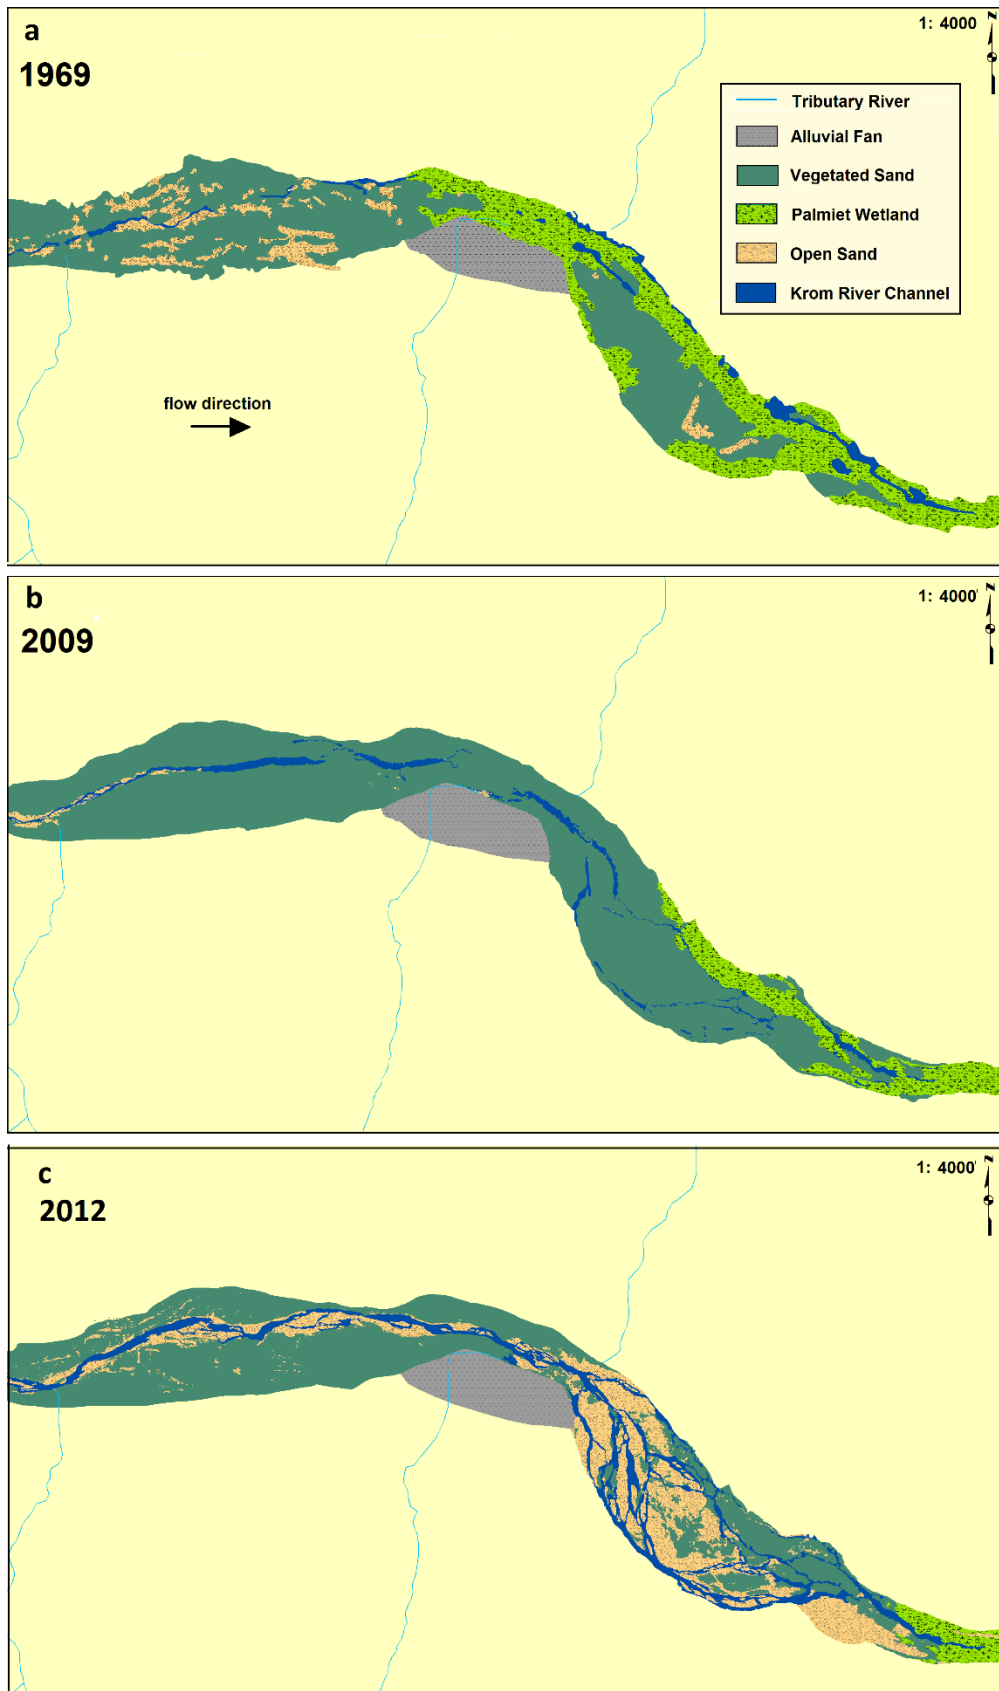 a
1969
1: 4000
N
Tributary River
Alluvial Fan
Vegetated Sand
Palmiet Wetland
Open Sand
Krom River Channel
flow direction
b
2009
1: 4000
N
c
2012
1: 4000
N